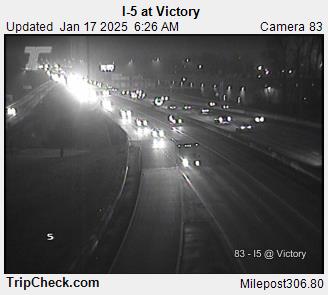 I-5 at Victory
Updated  Jan 17 2025  6:26 AM
Camera 83
T
S
83 - I5 @ Victory
TripCheck.com
Milepost306.80